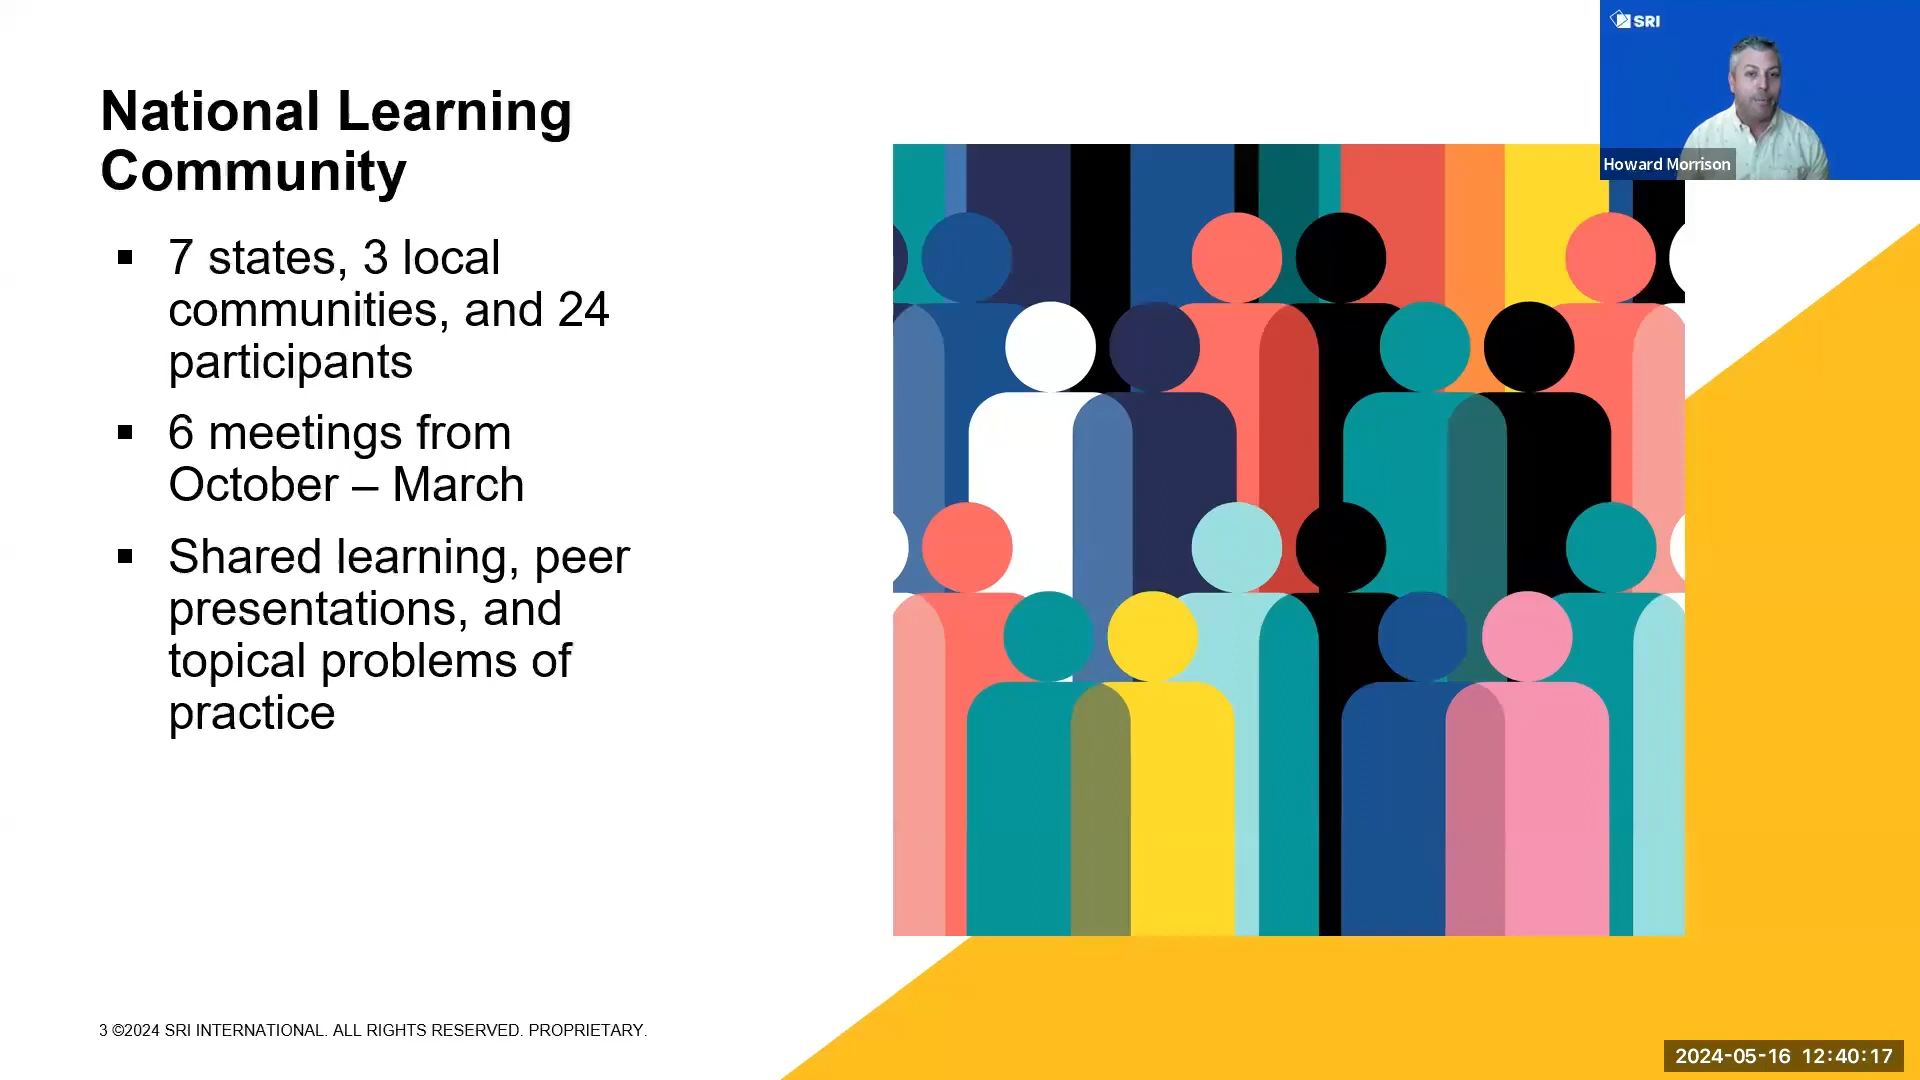 SRI
Howard Morrison
National Learning
Community
▪ 7 states, 3 local
communities, and 24
participants
▪ 6 meetings from
October – March
▪ Shared learning, peer
presentations, and
topical problems of
practice
3 ©2024 SRI INTERNATIONAL. ALL RIGHTS RESERVED. PROPRIETARY.
2024-05-16 12:40:17